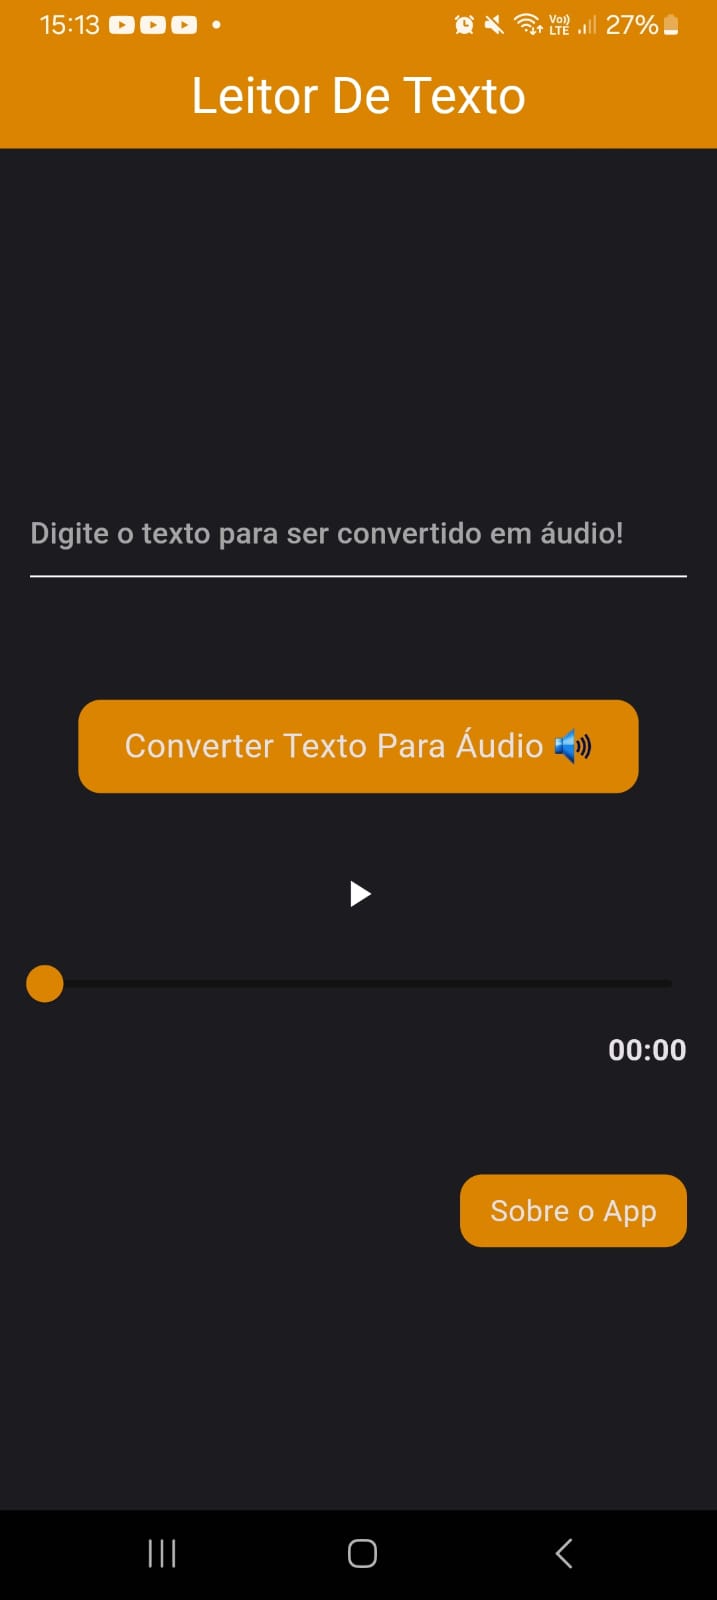 15:13
Vo)) LTE 27%
Leitor De Texto
Digite o texto para ser convertido em áudio!
Converter Texto Para Áudio 🔊
00:00
Sobre o App